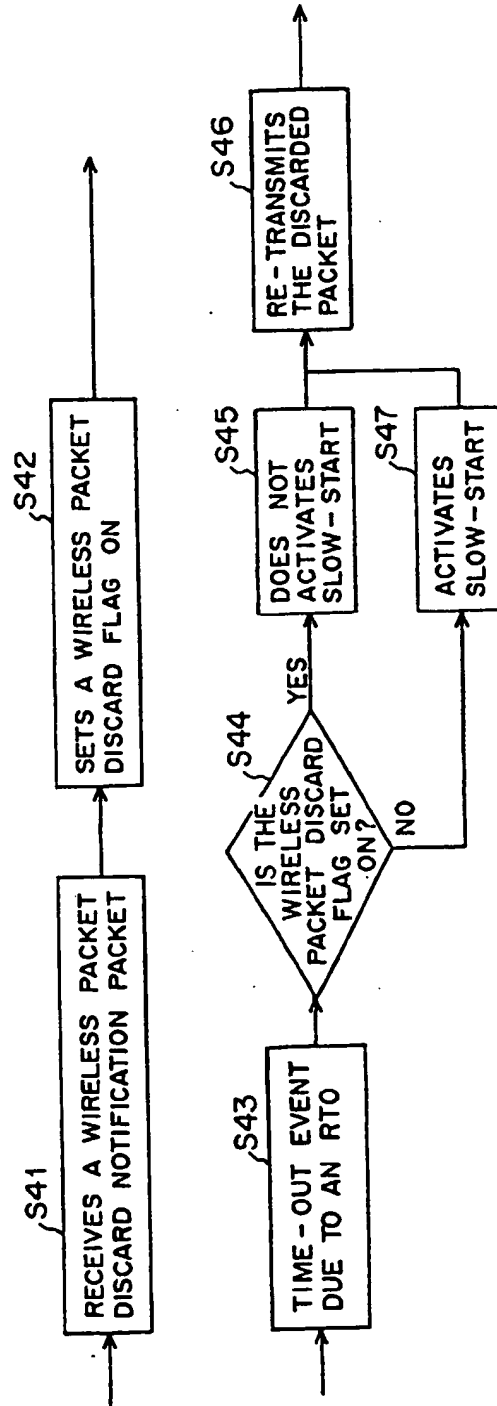 S41
RECEIVES A WIRELESS PACKET
DISCARD NOTIFICATION PACKET
S42
SETS A WIRELESS PACKET
DISCARD FLAG ON
S43
TIME-OUT EVENT
DUE TO AN RTO
S44
IS THE
WIRELESS
PACKET DISCARD
FLAG SET
ON?
YES
NO
S45
DOES NOT
ACTIVATES
SLOW-START
S47
ACTIVATES
SLOW-START
S46
RE-TRANSMITS
THE DISCARDED
PACKET